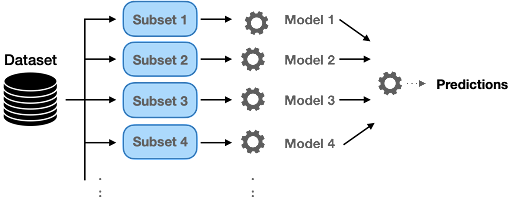 Subset 1 Model 1
Dataset
Subset 2 Model 2
Predictions
Subset 3 Model 3
Subset 4 Model 4